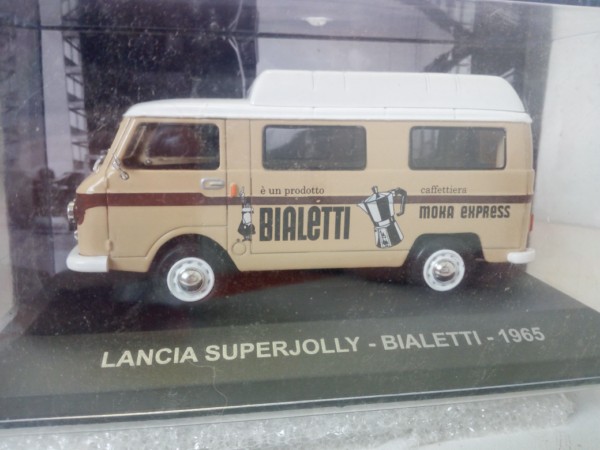 è un prodotto
BIALETTI
caffettiera
moka express
LANCIA SUPERJOLLY - BIALETTI - 1965